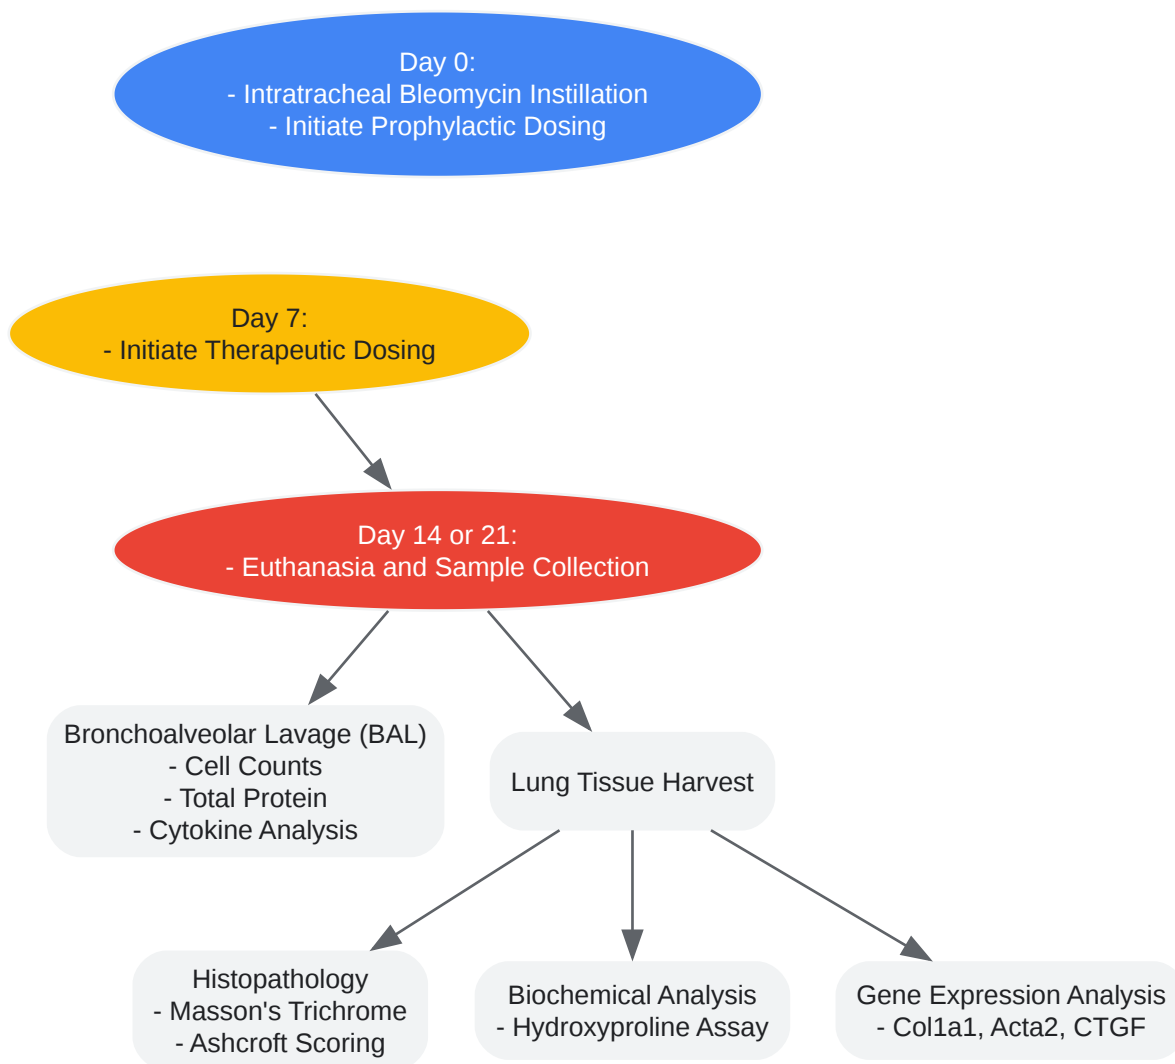 Day 0:
- Intratracheal Bleomycin Instillation
- Initiate Prophylactic Dosing
Day 7:
- Initiate Therapeutic Dosing
Day 14 or 21:
- Euthanasia and Sample Collection
Bronchoalveolar Lavage (BAL)
- Cell Counts
- Total Protein
- Cytokine Analysis
Lung Tissue Harvest
Histopathology
- Masson's Trichrome
- Ashcroft Scoring
Biochemical Analysis
- Hydroxyproline Assay
Gene Expression Analysis
- Col1a1, Acta2, CTGF